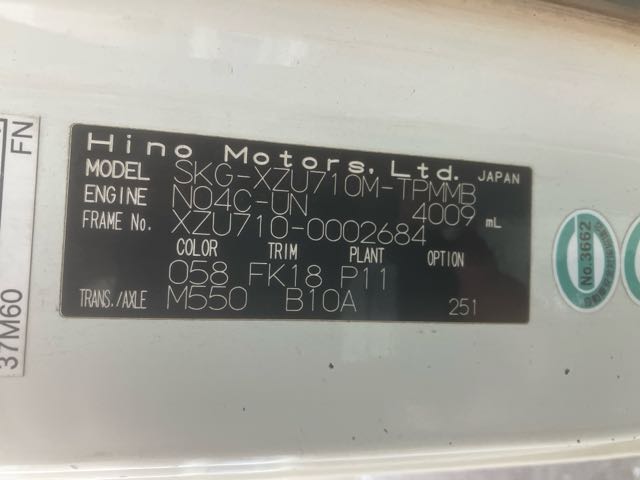 Hino Motors, Ltd. JAPAN
MODEL SKG-XZU710M-TPMMB
ENGINE N04C-UN 4009 mL
FRAME No. XZU710-0002684
COLOR TRIM PLANT OPTION
058 FK18 P11
TRANS./AXLE M550 B10A 251
FN
37M60
No.3662